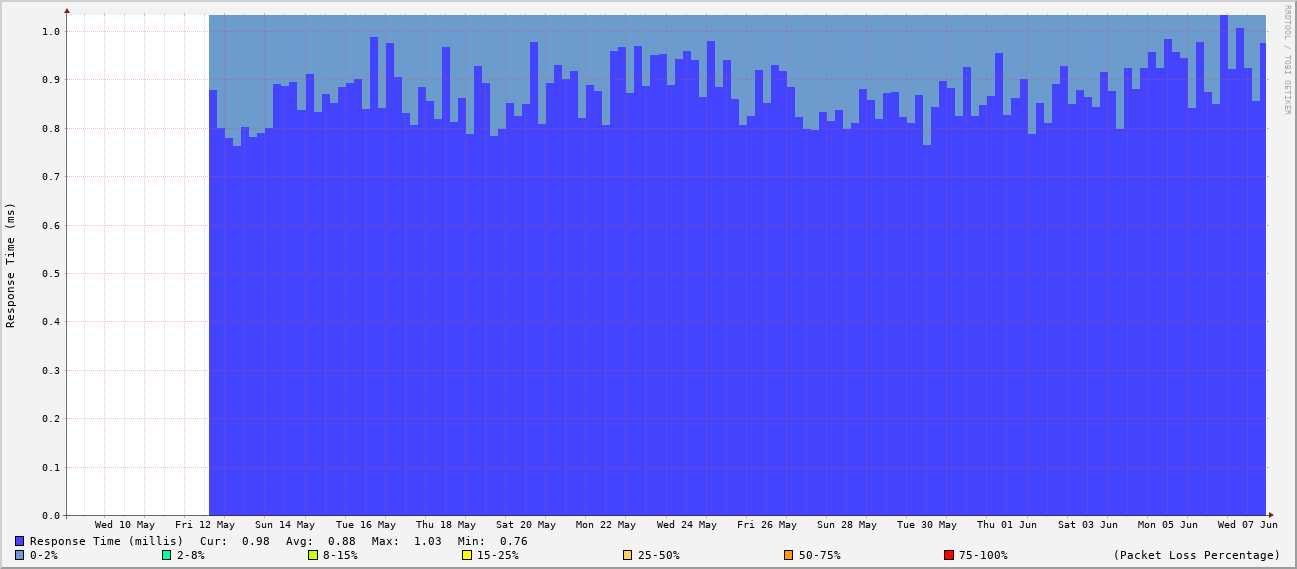 RRDTOOL / TOBI OETIKER
Response Time (ms)
1.0
0.9
0.8
0.7
0.6
0.5
0.4
0.3
0.2
0.1
0.0
Wed 10 May Fri 12 May Sun 14 May Tue 16 May Thu 18 May Sat 20 May Mon 22 May Wed 24 May Fri 26 May Sun 28 May Tue 30 May Thu 01 Jun Sat 03 Jun Mon 05 Jun Wed 07 Jun
Response Time (millis) Cur: 0.98 Avg: 0.88 Max: 1.03 Min: 0.76
0-2% 2-8% 8-15% 15-25% 25-50% 50-75% 75-100% (Packet Loss Percentage)